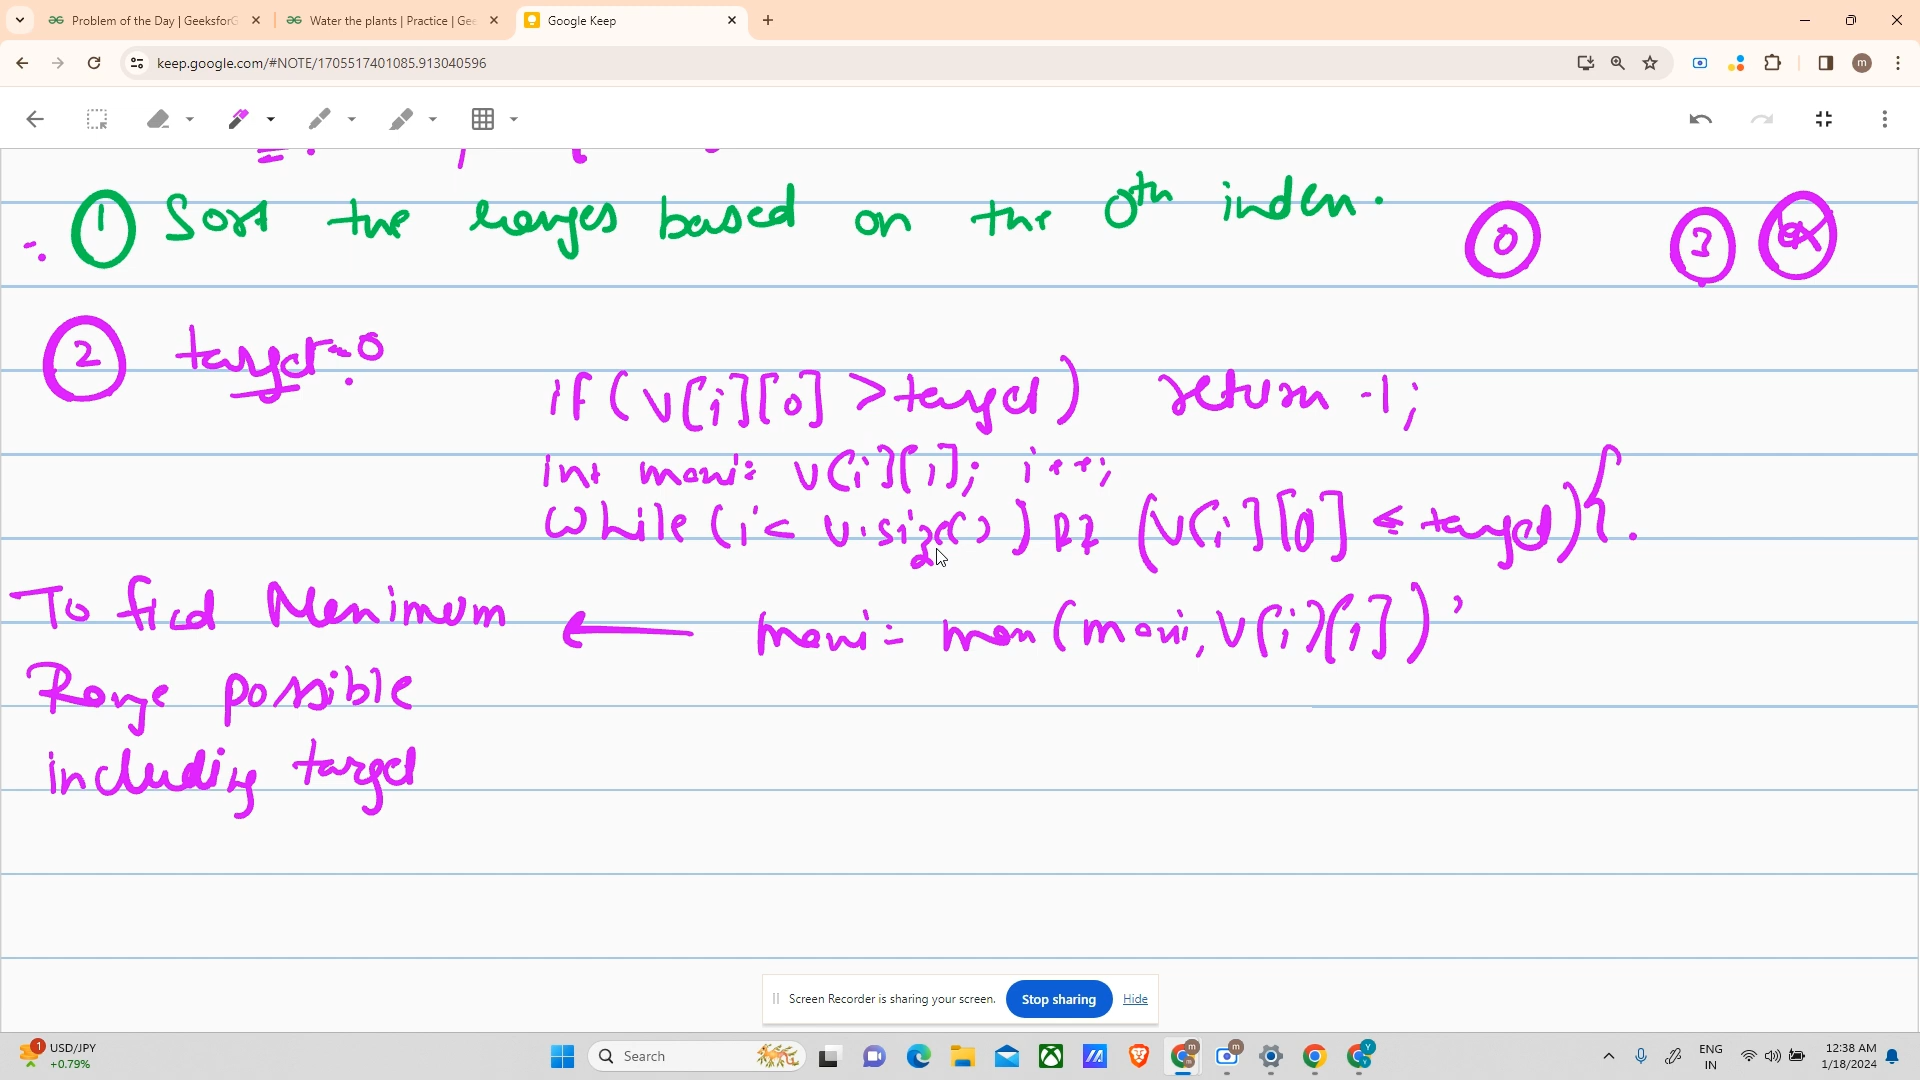 Problem of the Day | GeeksforG
Water the plants | Practice | Gee
Google Keep
keep.google.com/#NOTE/1705517401085.913040596
m
① Sort the ranges based on the 0th index.
0 3
② target=0
if (v[i][0] > target) return -1;
int maxi= v[i][1]; i++;
while (i< v.size()) && (v[i][0] <= target) {
To find Minimum
← maxi= max(maxi, v[i][1]);
Range possible
including target
Screen Recorder is sharing your screen. Stop sharing Hide
1 USD/JPY
+0.79%
Search
ENG
IN
12:38 AM
1/18/2024